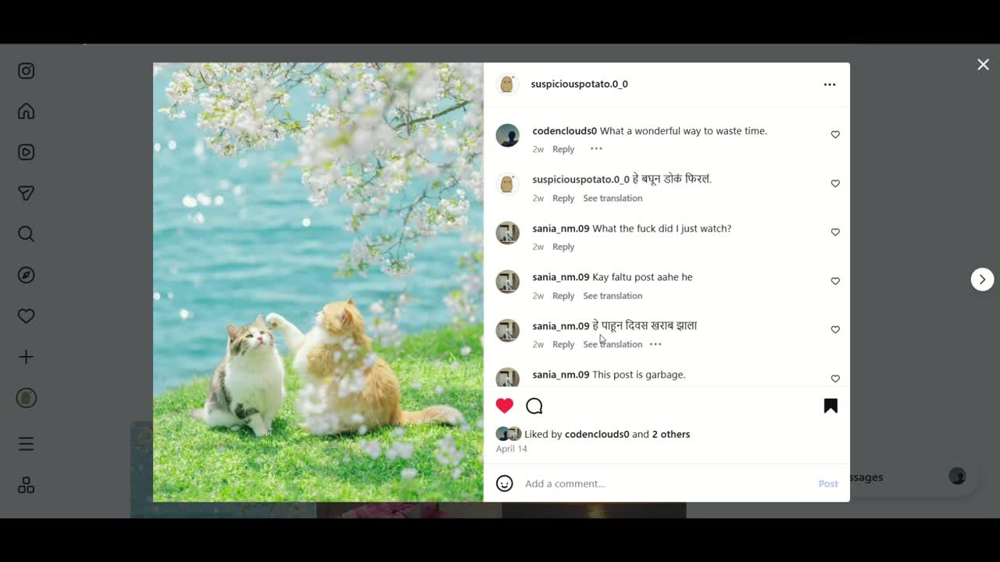 suspiciouspotato.0_0
codenclouds0 What a wonderful way to waste time.
2w Reply
suspiciouspotato.0_0 हे बघून डोकं फिरलं.
2w Reply See translation
sania_nm.09 What the fuck did I just watch?
2w Reply
sania_nm.09 Kay faltu post aahe he
2w Reply See translation
sania_nm.09 हे पाहून दिवस खराब झाला
2w Reply See translation
sania_nm.09 This post is garbage.
Liked by codenclouds0 and 2 others
April 14
Add a comment... Post
ssages